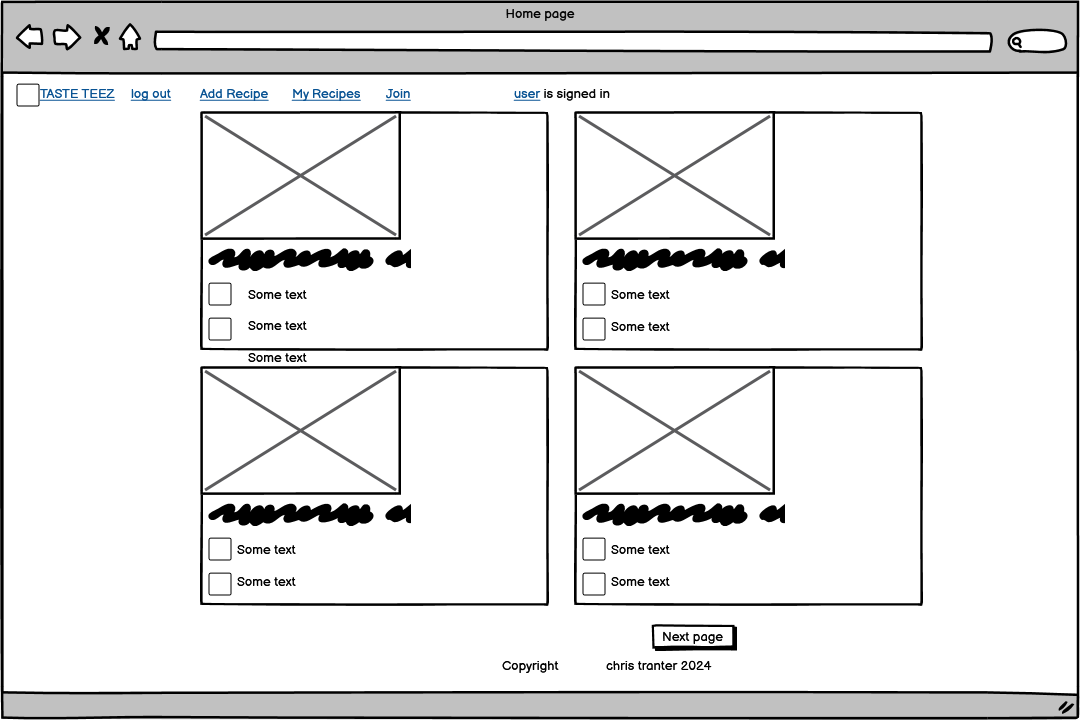 Home page
TASTE TEEZ log out Add Recipe My Recipes Join user is signed in
Some text Some text
Some text Some text
Some text
Some text Some text
Some text Some text
Next page
Copyright chris tranter 2024